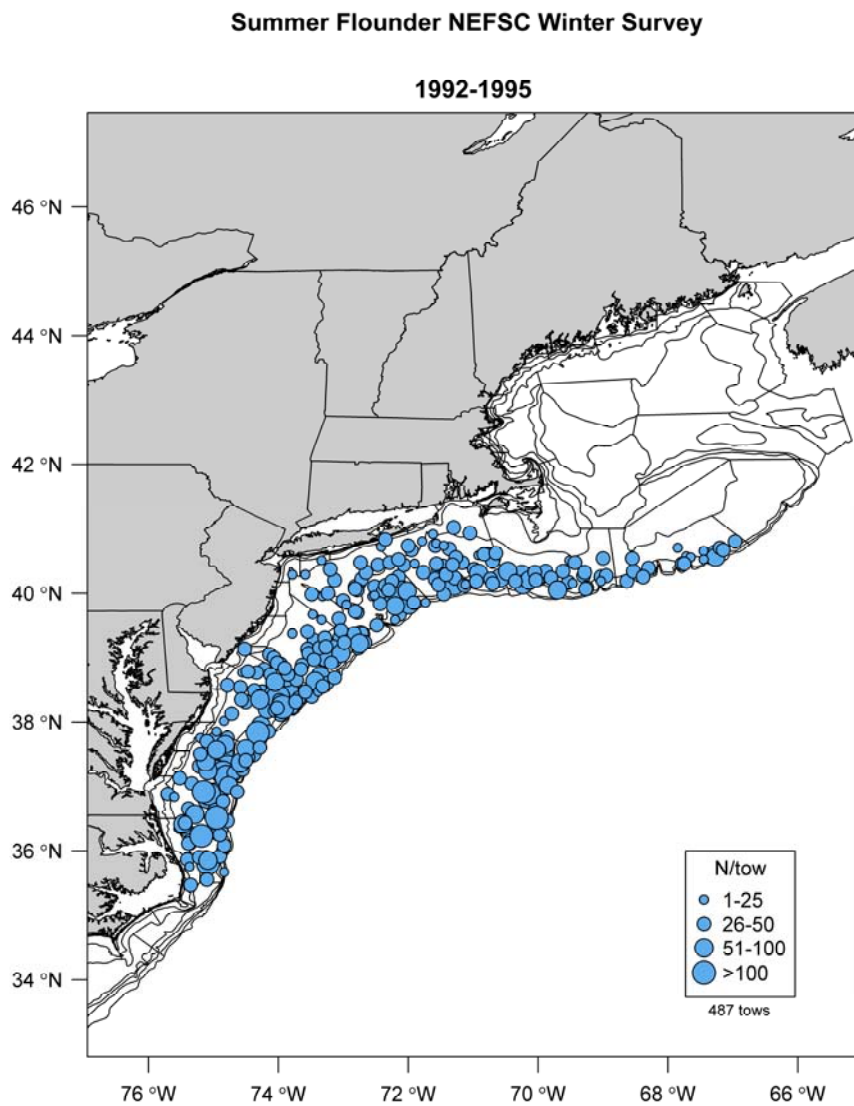 Summer Flounder NEFSC Winter Survey
1992-1995
46 °N
44 °N
42 °N
40 °N
38 °N
36 °N
34 °N
N/tow
1-25
26-50
51-100
>100
487 tows
76 °W 74 °W 72 °W 70 °W 68 °W 66 °W